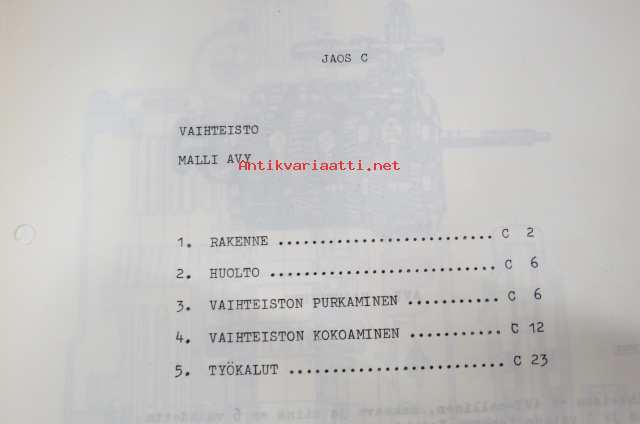 JAOS C
VAIHTEISTO
MALLI AVY
Antikvariaatti.net
1. RAKENNE .......................... C 2
2. HUOLTO ........................... C 6
3. VAIHTEISTON PURKAMINEN ........... C 6
4. VAIHTEISTON KOKOAMINEN ........... C 12
5. TYÖKALUT .......................... C 23